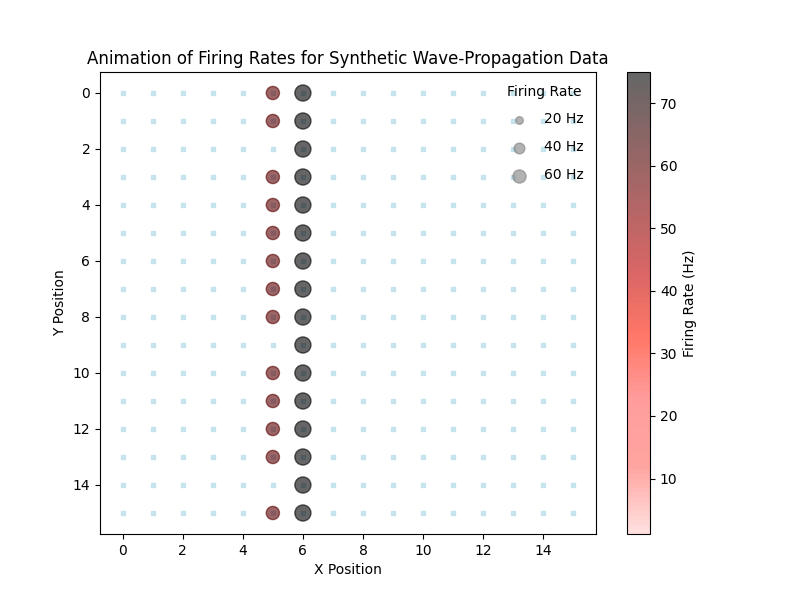 Animation of Firing Rates for Synthetic Wave-Propagation Data
Firing Rate
20 Hz
40 Hz
60 Hz
0
2
4
6
8
10
12
14
Y Position
0 2 4 6 8 10 12 14
X Position
70
60
50
40
30
20
10
Firing Rate (Hz)